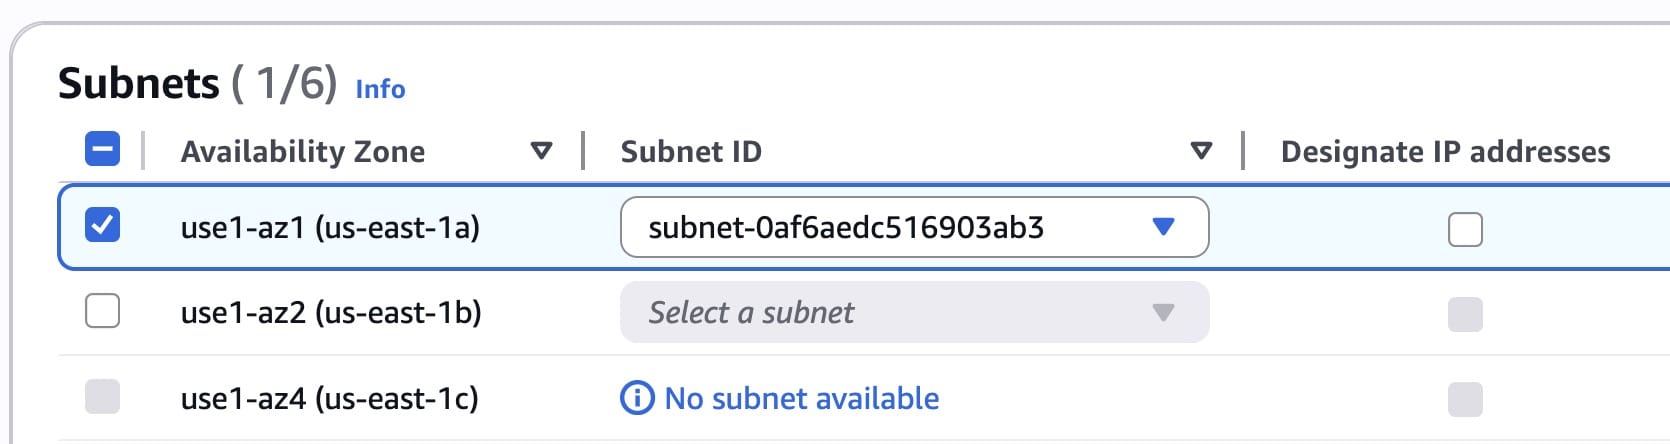 Subnets ( 1/6) Info
Availability Zone Subnet ID Designate IP addresses
use1-az1 (us-east-1a) subnet-0af6aedc516903ab3
use1-az2 (us-east-1b) Select a subnet
use1-az4 (us-east-1c) No subnet available